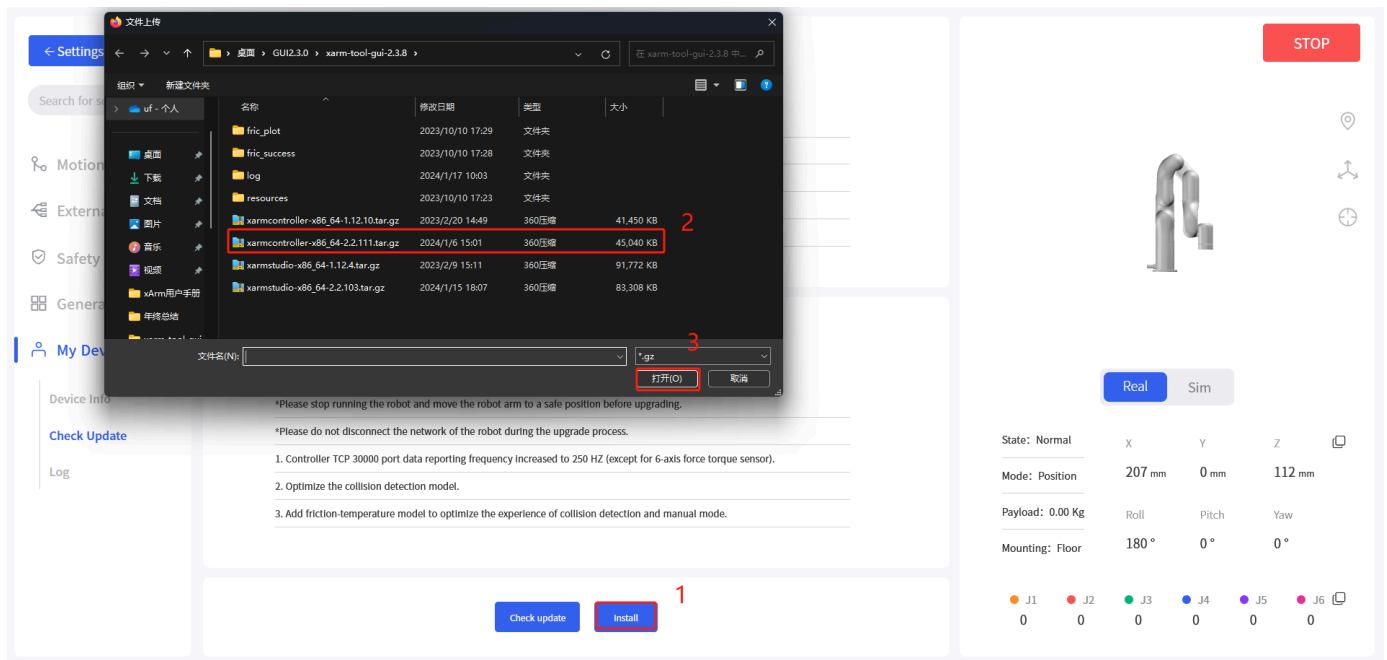 文件上传
← Settings
桌面 › GUI2.3.0 › xarm-tool-gui-2.3.8 ›
在 xarm-tool-gui-2.3.8 中...
组织
新建文件夹
Search for
uf - 个人
桌面
下载
文档
图片
音乐
视频
xArm用户手册
年终总结
名称 修改日期 类型 大小
fric_plot 2023/10/10 17:29 文件夹
fric_success 2023/10/10 17:28 文件夹
log 2024/1/17 10:03 文件夹
resources 2023/10/10 17:23 文件夹
xarmcontroller-x86_64-1.12.10.tar.gz 2023/2/20 14:49 360压缩 41,450 KB
2
xarmcontroller-x86_64-2.2.111.tar.gz 2024/1/6 15:01 360压缩 45,040 KB
xarmstudio-x86_64-1.12.4.tar.gz 2023/2/9 15:11 360压缩 91,772 KB
xarmstudio-x86_64-2.2.103.tar.gz 2024/1/15 18:07 360压缩 83,308 KB
3
文件名(N):
*.gz
打开(O)
取消
Motion
Externa
Safety
Genera
My Dev
Device Info
Check Update
Log
*Please stop running the robot and move the robot arm to a safe position before upgrading.
*Please do not disconnect the network of the robot during the upgrade process.
1. Controller TCP 30000 port data reporting frequency increased to 250 HZ (except for 6-axis force torque sensor).
2. Optimize the collision detection model.
3. Add friction-temperature model to optimize the experience of collision detection and manual mode.
1
Check update
Install
STOP
Real
Sim
State: Normal
Mode: Position
Payload: 0.00 Kg
Mounting: Floor
X Y Z
207 mm 0 mm 112 mm
Roll Pitch Yaw
180 ° 0 ° 0 °
J1 J2 J3 J4 J5 J6
0 0 0 0 0 0